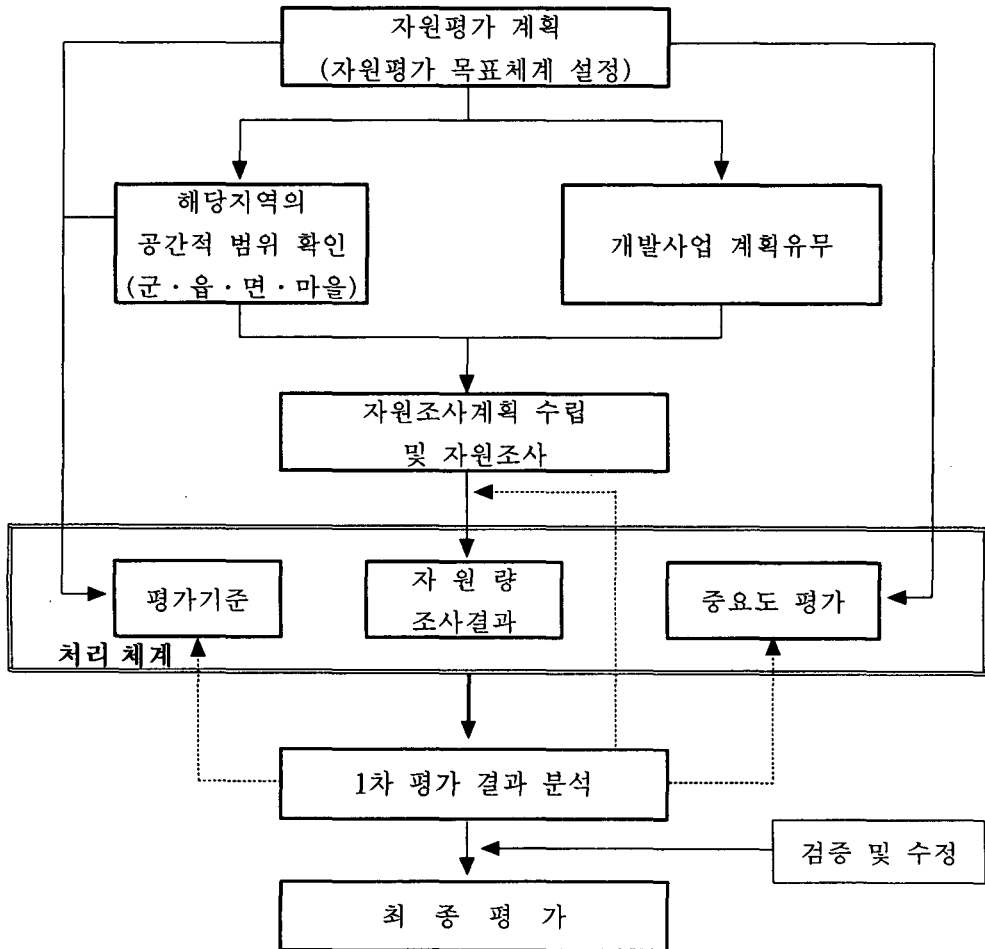 자원평가 계획
(자원평가 목표체계 설정)
해당지역의
공간적 범위 확인
(군·읍·면·마을)
개발사업 계획유무
자원조사계획 수립
및 자원조사
평가기준
자 원 량
조사결과
중요도 평가
처리 체계
1차 평가 결과 분석
검증 및 수정
최 종 평 가